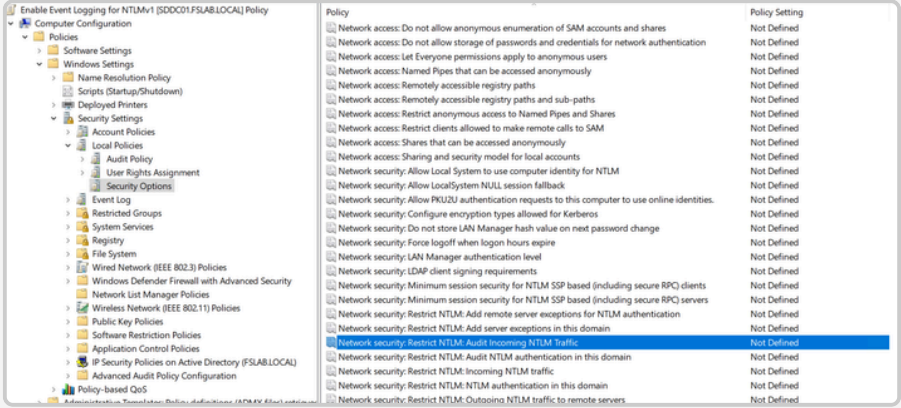 Enable Event Logging for NTLMv1 [SDDC01.FSLAB.LOCAL] Policy
Computer Configuration
Policies
Software Settings
Windows Settings
Name Resolution Policy
Scripts (Startup/Shutdown)
Deployed Printers
Security Settings
Account Policies
Local Policies
Audit Policy
User Rights Assignment
Security Options
Event Log
Restricted Groups
System Services
Registry
File System
Wired Network (IEEE 802.3) Policies
Windows Defender Firewall with Advanced Security
Network List Manager Policies
Wireless Network (IEEE 802.11) Policies
Public Key Policies
Software Restriction Policies
Application Control Policies
IP Security Policies on Active Directory (FSLAB.LOCAL)
Advanced Audit Policy Configuration
Policy-based QoS
Administrative Templates: Policy definitions (ADMX files) retrieve
Policy Policy Setting
Network access: Do not allow anonymous enumeration of SAM accounts and shares Not Defined
Network access: Do not allow storage of passwords and credentials for network authentication Not Defined
Network access: Let Everyone permissions apply to anonymous users Not Defined
Network access: Named Pipes that can be accessed anonymously Not Defined
Network access: Remotely accessible registry paths Not Defined
Network access: Remotely accessible registry paths and sub-paths Not Defined
Network access: Restrict anonymous access to Named Pipes and Shares Not Defined
Network access: Restrict clients allowed to make remote calls to SAM Not Defined
Network access: Shares that can be accessed anonymously Not Defined
Network access: Sharing and security model for local accounts Not Defined
Network security: Allow Local System to use computer identity for NTLM Not Defined
Network security: Allow LocalSystem NULL session fallback Not Defined
Network security: Allow PKU2U authentication requests to this computer to use online identities. Not Defined
Network security: Configure encryption types allowed for Kerberos Not Defined
Network security: Do not store LAN Manager hash value on next password change Not Defined
Network security: Force logoff when logon hours expire Not Defined
Network security: LAN Manager authentication level Not Defined
Network security: LDAP client signing requirements Not Defined
Network security: Minimum session security for NTLM SSP based (including secure RPC) clients Not Defined
Network security: Minimum session security for NTLM SSP based (including secure RPC) servers Not Defined
Network security: Restrict NTLM: Add remote server exceptions for NTLM authentication Not Defined
Network security: Restrict NTLM: Add server exceptions in this domain Not Defined
Network security: Restrict NTLM: Audit Incoming NTLM Traffic Not Defined
Network security: Restrict NTLM: Audit NTLM authentication in this domain Not Defined
Network security: Restrict NTLM: Incoming NTLM traffic Not Defined
Network security: Restrict NTLM: NTLM authentication in this domain Not Defined
Network security: Restrict NTLM: Outgoing NTLM traffic to remote servers Not Defined